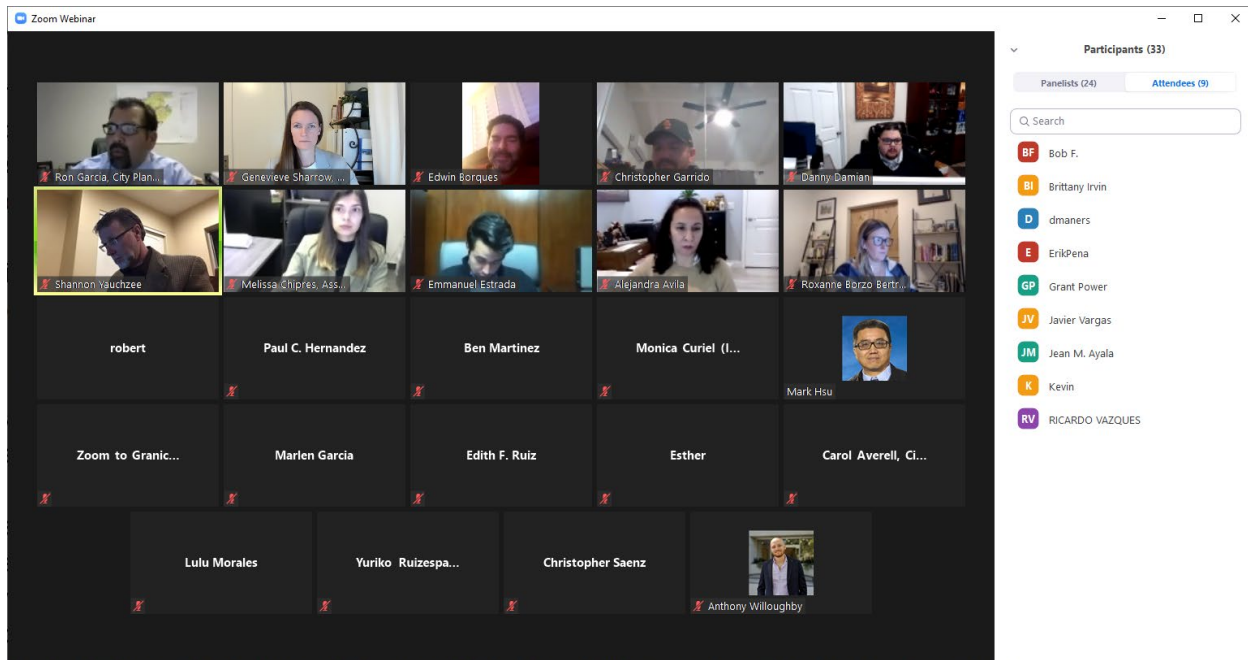 Zoom Webinar
Participants (33)
Panelists (24) Attendees (9)
Search
BF Bob F.
BI Brittany Irvin
D dmaners
E ErikPena
GP Grant Power
JV Javier Vargas
JM Jean M. Ayala
K Kevin
RV RICARDO VAZQUES
Ron Garcia, City Plan...
Genevieve Sharrow, ...
Edwin Borques
Christopher Garrido
Danny Damian
Shannon Yauchzee
Melissa Chipres, Ass...
Emmanuel Estrada
Alejandra Avila
Roxanne Borzo Bertr...
robert
Paul C. Hernandez
Ben Martinez
Monica Curiel (I...
Mark Hsu
Zoom to Granic...
Marlen Garcia
Edith F. Ruiz
Esther
Carol Averell, Ci...
Lulu Morales
Yuriko Ruizespa...
Christopher Saenz
Anthony Willoughby